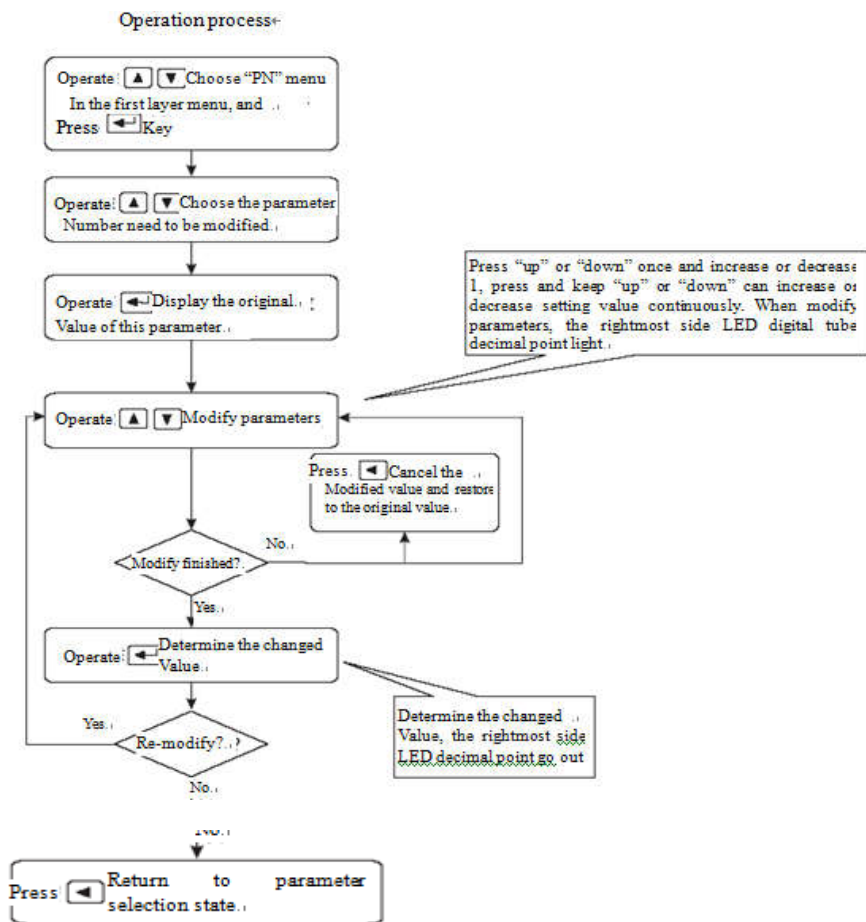 Operation process
Operate: ▲ ▼ Choose “PN” menu
In the first layer menu, and
Press Key
Operate: ▲ ▼ Choose the parameter
Number need to be modified.
Operate Display the original.
Value of this parameter.
Press “up” or “down” once and increase or decrease
1, press and keep “up” or “down” can increase or
decrease setting value continuously. When modify
parameters, the rightmost side LED digital tube
decimal point light.
Operate: ▲ ▼ Modify parameters
Press. ◄ Cancel the
Modified value and restore
to the original value.
No.
Modify finished?
Yes.
Operate: Determine the changed
Value.
Determine the changed
Value, the rightmost side
LED decimal point go out
Yes.
Re-modify?.?
No.
No.
Press ◄ Return to parameter
selection state.